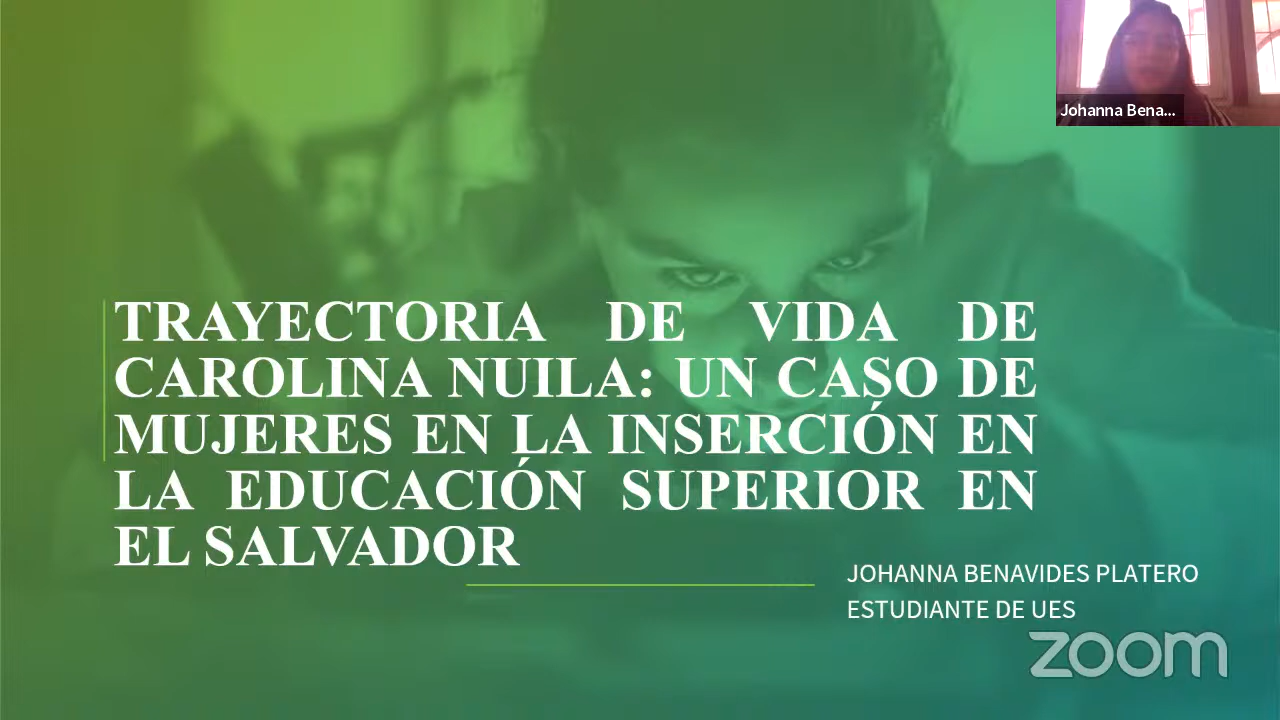 Johanna Bena...
TRAYECTORIA DE VIDA DE
CAROLINA NUILA: UN CASO DE
MUJERES EN LA INSERCIÓN EN
LA EDUCACIÓN SUPERIOR EN
EL SALVADOR
JOHANNA BENAVIDES PLATERO
ESTUDIANTE DE UES
zoom